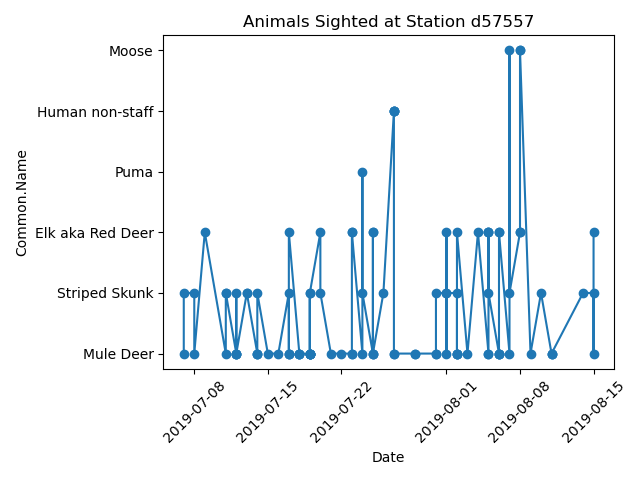 Animals Sighted at Station d57557
Moose
Human non-staff
Puma
Elk aka Red Deer
Striped Skunk
Mule Deer
Common.Name
2019-07-08
2019-07-15
2019-07-22
2019-08-01
2019-08-08
2019-08-15
Date